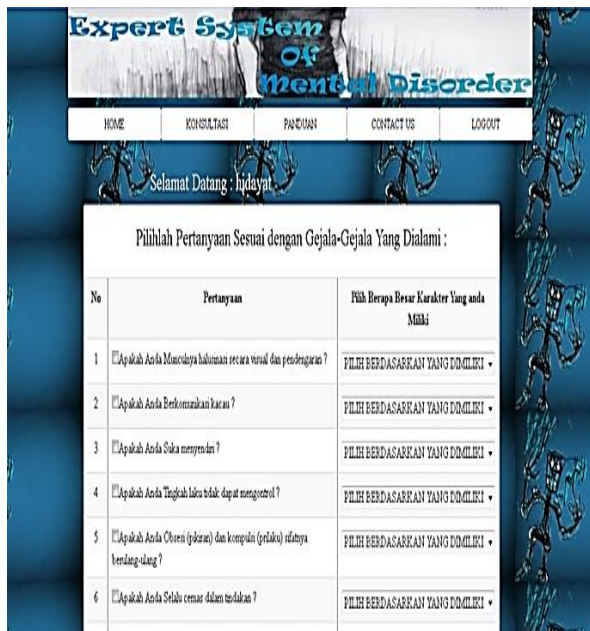 Expert System
Of
Mental Disorder
HOME KONSULTASI PANDUAN CONTACT US LOGOUT
Selamat Datang : hidayat
Pilihlah Pertanyaan Sesuai dengan Gejala-Gejala Yang Dialami :
No Pertanyaan Pilih Berapa Besar Karakter Yang anda
Miliki
1 Apakah Anda Munculnya halusinasi secara visual dan pendengaran ? PILIH BERDASARKAN YANG DIMILIKI
2 Apakah Anda Berkomunikasi kacau ? PILIH BERDASARKAN YANG DIMILIKI
3 Apakah Anda Suka menyendiri ? PILIH BERDASARKAN YANG DIMILIKI
4 Apakah Anda Tingkah laku tidak dapat mengontrol ? PILIH BERDASARKAN YANG DIMILIKI
5 Apakah Anda Obsesi (pikiran) dan kompulsi (prilaku) sifatnya PILIH BERDASARKAN YANG DIMILIKI
berulang-ulang ?
6 Apakah Anda Selalu cemas dalam tindakan ? PILIH BERDASARKAN YANG DIMILIKI